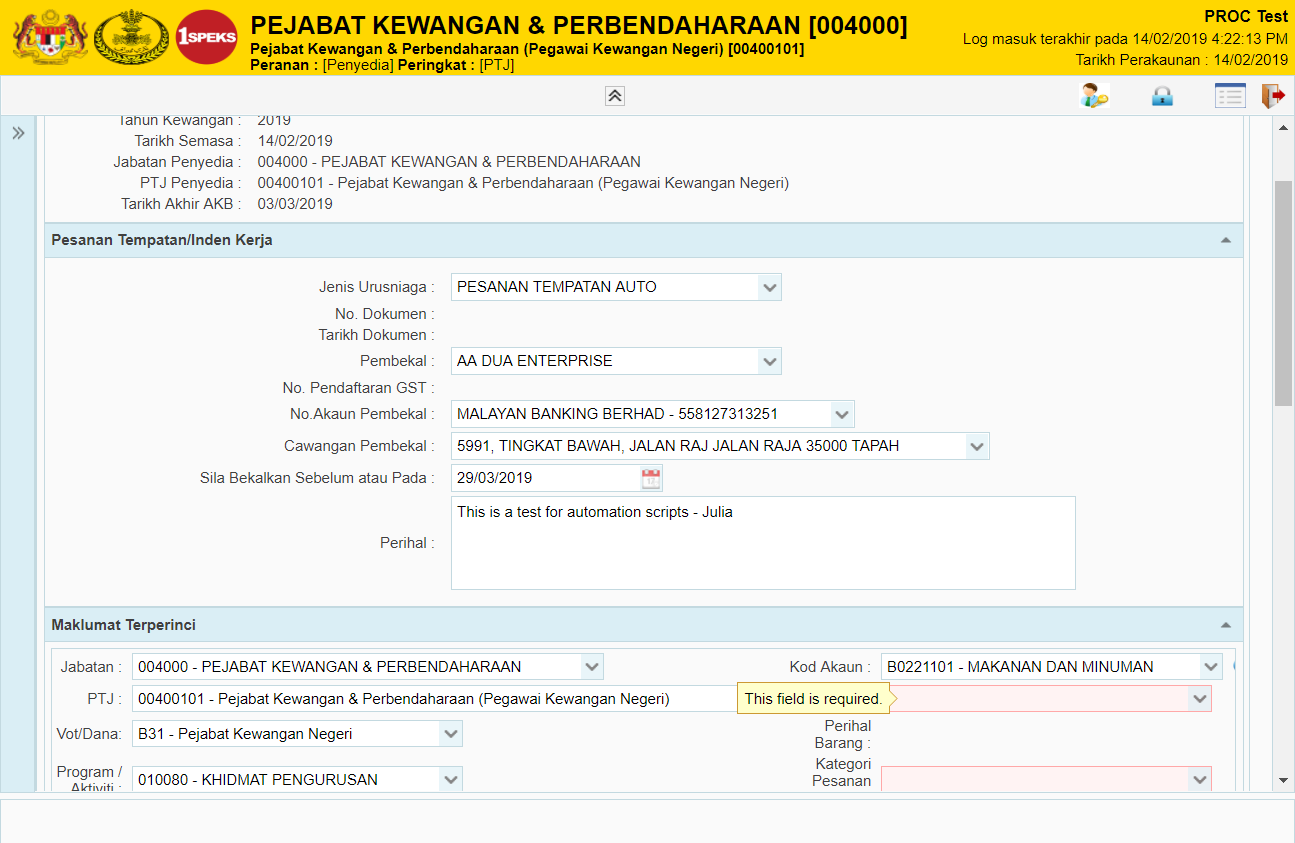 1SPEKS
PEJABAT KEWANGAN & PERBENDAHARAAN [004000]
Pejabat Kewangan & Perbendaharaan (Pegawai Kewangan Negeri) [00400101]
Peranan : [Penyedia] Peringkat : [PTJ]
PROC Test
Log masuk terakhir pada 14/02/2019 4:22:13 PM
Tarikh Perakaunan : 14/02/2019
Tahun Kewangan : 2019
Tarikh Semasa : 14/02/2019
Jabatan Penyedia : 004000 - PEJABAT KEWANGAN & PERBENDAHARAAN
PTJ Penyedia : 00400101 - Pejabat Kewangan & Perbendaharaan (Pegawai Kewangan Negeri)
Tarikh Akhir AKB : 03/03/2019
Pesanan Tempatan/Inden Kerja
Jenis Urusniaga : PESANAN TEMPATAN AUTO
No. Dokumen :
Tarikh Dokumen :
Pembekal : AA DUA ENTERPRISE
No. Pendaftaran GST :
No.Akaun Pembekal : MALAYAN BANKING BERHAD - 558127313251
Cawangan Pembekal : 5991, TINGKAT BAWAH, JALAN RAJ JALAN RAJA 35000 TAPAH
Sila Bekalkan Sebelum atau Pada : 29/03/2019
This is a test for automation scripts - Julia
Perihal :
Maklumat Terperinci
Jabatan : 004000 - PEJABAT KEWANGAN & PERBENDAHARAAN
Kod Akaun : B0221101 - MAKANAN DAN MINUMAN
PTJ : 00400101 - Pejabat Kewangan & Perbendaharaan (Pegawai Kewangan Negeri)
This field is required.
Vot/Dana: B31 - Pejabat Kewangan Negeri
Perihal
Barang :
Program /
Aktiviti : 010080 - KHIDMAT PENGURUSAN
Kategori
Pesanan